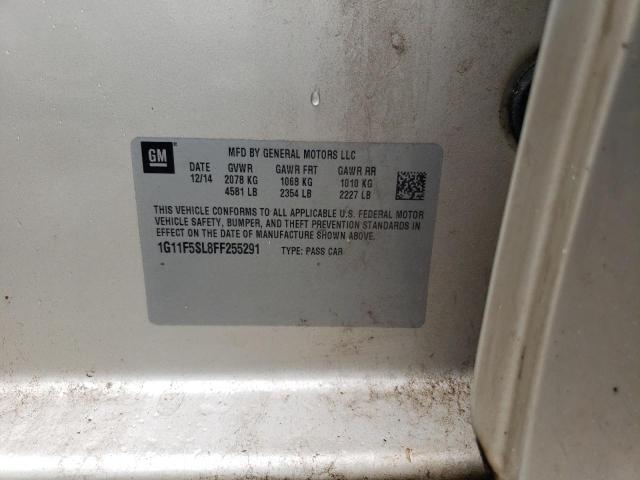 GM
MFD BY GENERAL MOTORS LLC
DATE GVWR GAWR FRT GAWR RR
12/14 2078 KG 1068 KG 1010 KG
4581 LB 2354 LB 2227 LB
THIS VEHICLE CONFORMS TO ALL APPLICABLE U.S. FEDERAL MOTOR
VEHICLE SAFETY, BUMPER, AND THEFT PREVENTION STANDARDS IN
EFFECT ON THE DATE OF MANUFACTURE SHOWN ABOVE.
1G11F5SL8FF255291 TYPE: PASS CAR